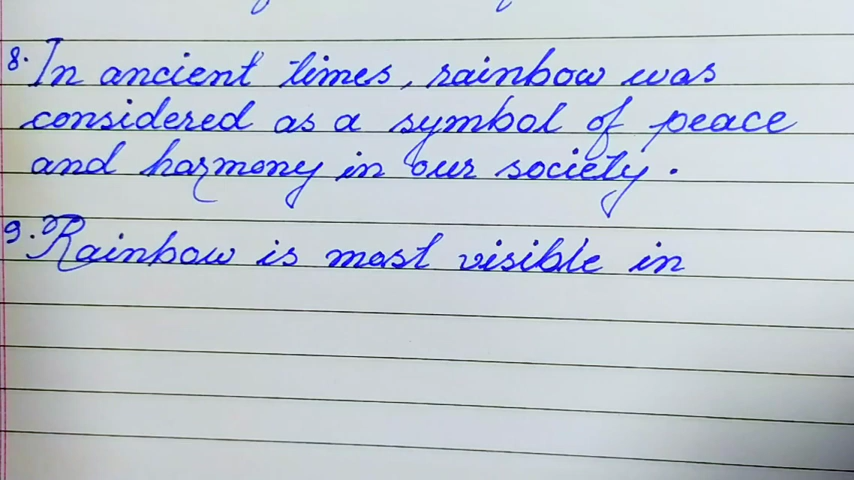 8. In ancient times, rainbow was
considered as a symbol of peace
and harmony in our society.
9. Rainbow is most visible in